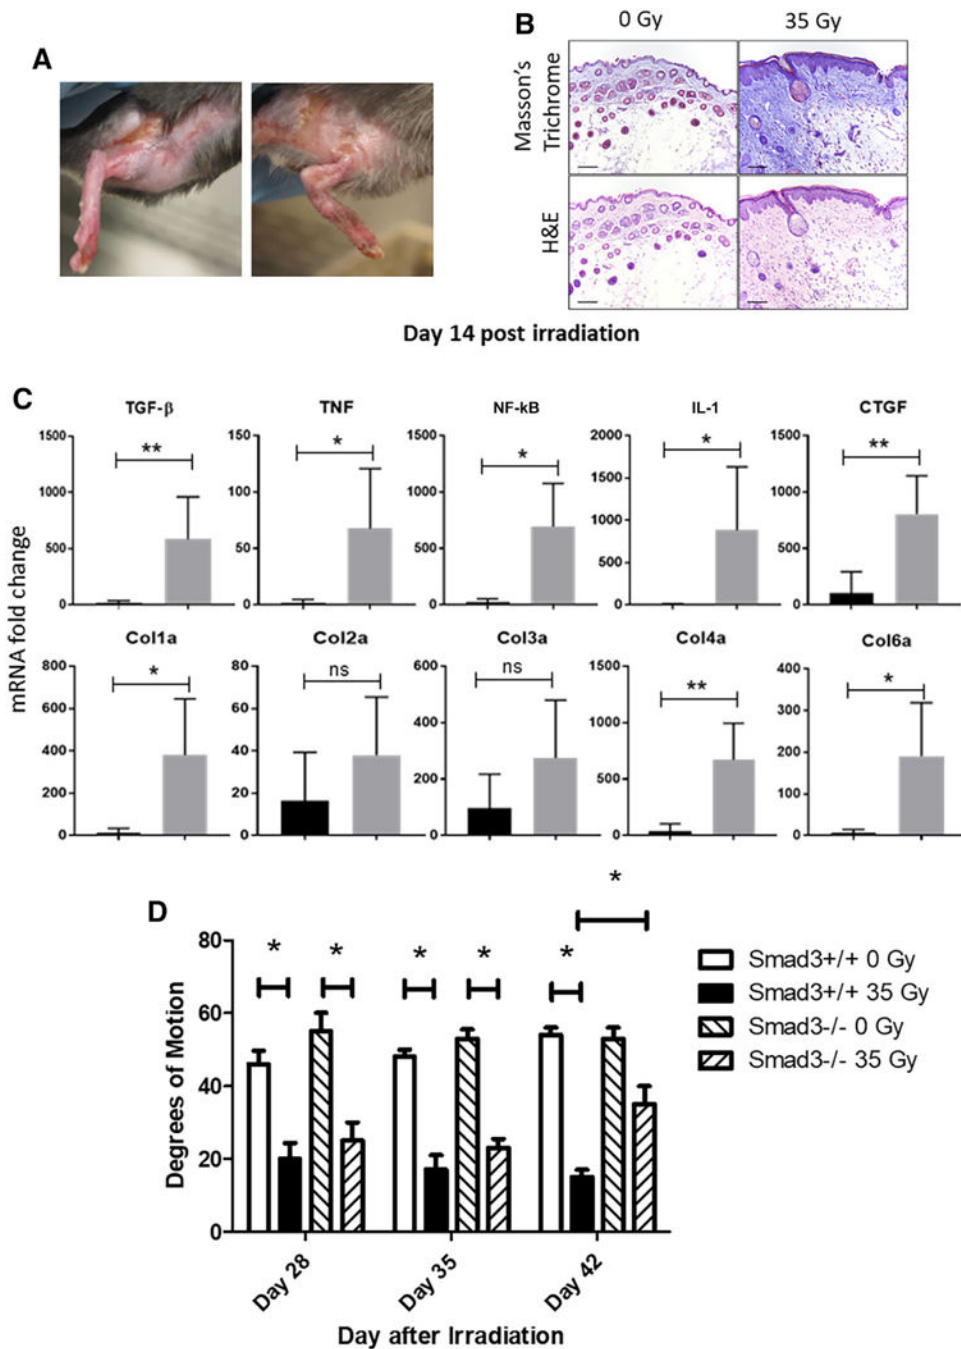 A
B
0 Gy
35 Gy
Masson's
Trichrome
H&E
Day 14 post irradiation
C
mRNA fold change
TGF-β
1500
1000
500
0
**
TNF
150
100
50
0
*
NF-kB
1500
1000
500
0
*
IL-1
2000
1500
1000
500
0
*
CTGF
1500
1000
500
0
**
Col1a
800
600
400
200
0
*
Col2a
80
60
40
20
0
ns
Col3a
600
400
200
0
ns
Col4a
1500
1000
500
0
**
Col6a
400
300
200
100
0
*
D
Degrees of Motion
80
60
40
20
0
* * * * * *
*
Day 28
Day 35
Day 42
Day after Irradiation
Smad3+/+ 0 Gy
Smad3+/+ 35 Gy
Smad3-/- 0 Gy
Smad3-/- 35 Gy